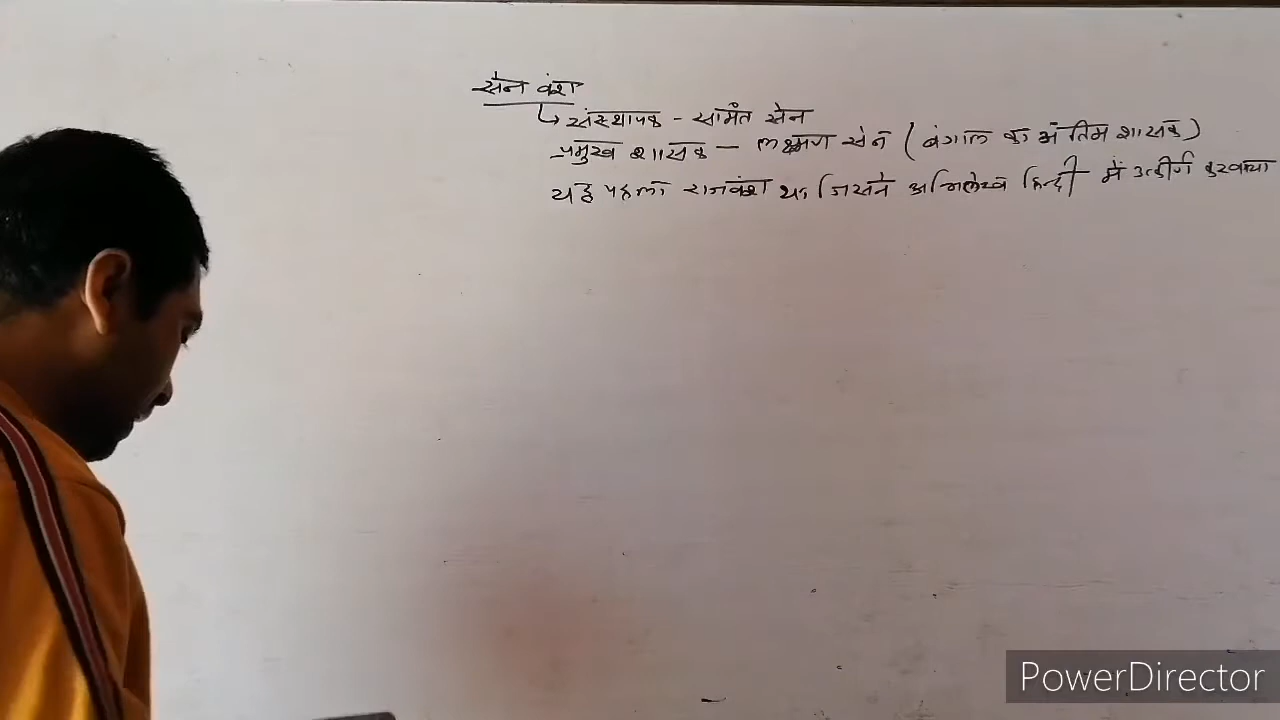 सेन वंश
↳ संस्थापक - सामंत सेन
प्रमुख शासक - लक्ष्मण सेन (बंगाल का अंतिम शासक)
यह पहला राजवंश था जिसने अभिलेख हिन्दी में उत्कीर्ण करवाया
PowerDirector